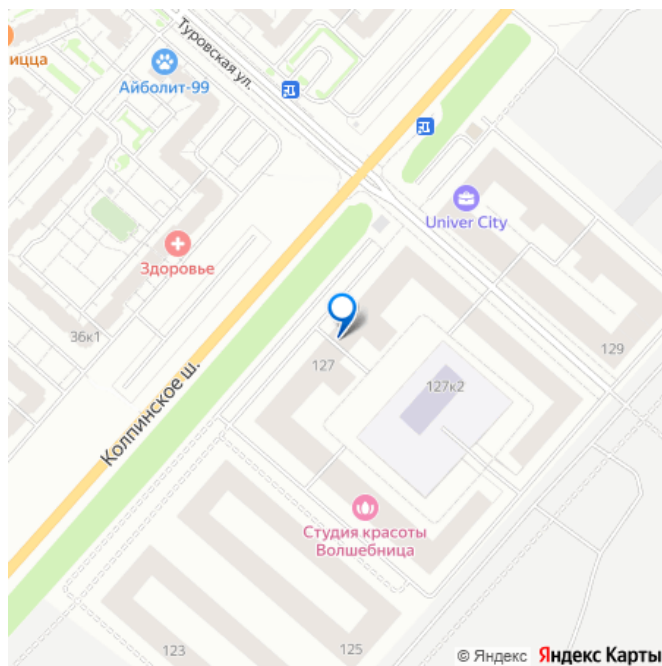 ицца
Айболит-99
Туровская ул.
Univer City
Здоровье
36к1
127
129
127к2
Колпинское ш.
Студия красоты
Волшебница
123
125
© Яндекс Яндекс Карты